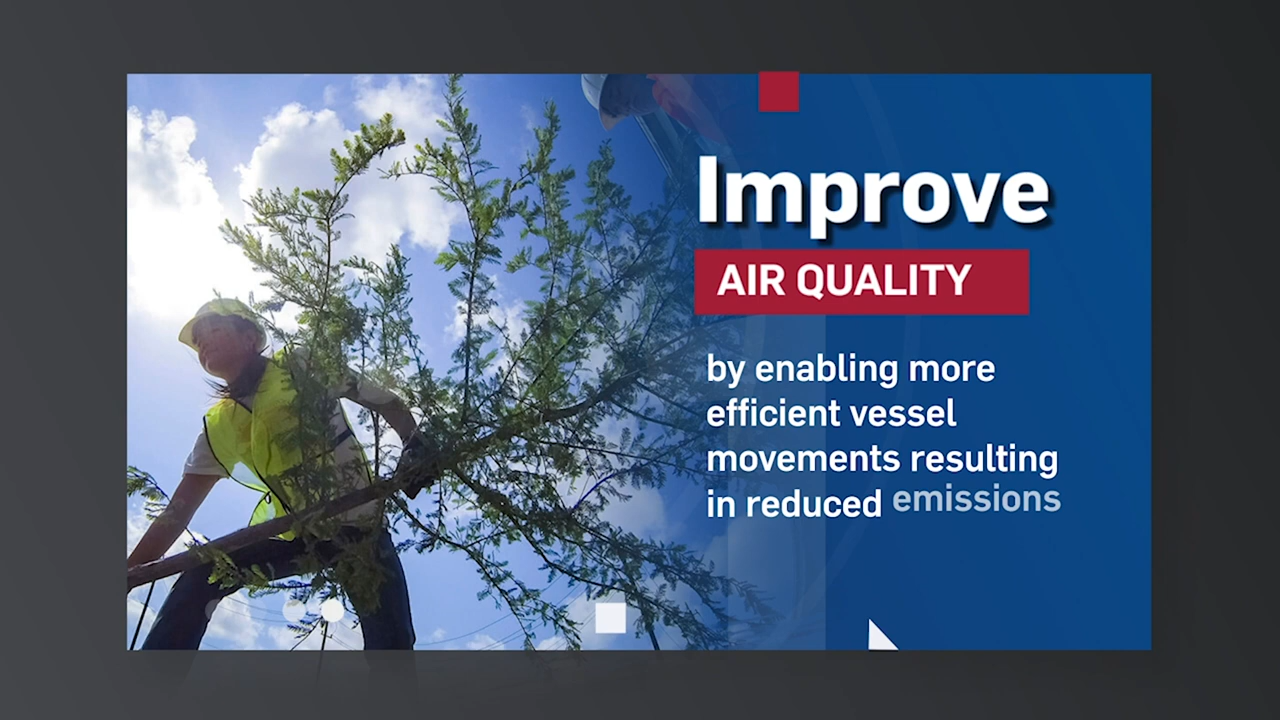 Improve
AIR QUALITY
by enabling more
efficient vessel
movements resulting
in reduced emissions